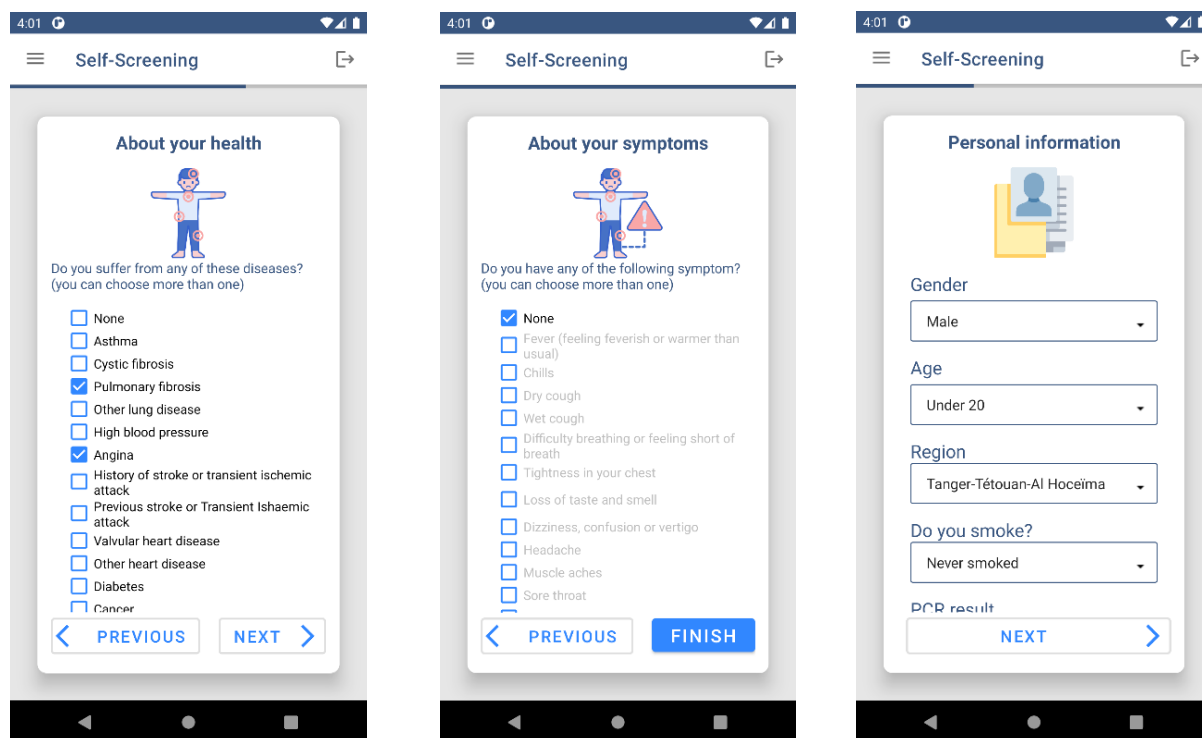 4:01
Self-Screening
About your health
Do you suffer from any of these diseases?
(you can choose more than one)
None
Asthma
Cystic fibrosis
Pulmonary fibrosis
Other lung disease
High blood pressure
Angina
History of stroke or transient ischemic
attack
Previous stroke or Transient Ishaemic
attack
Valvular heart disease
Other heart disease
Diabetes
Cancer
PREVIOUS
NEXT
4:01
Self-Screening
About your symptoms
Do you have any of the following symptom?
(you can choose more than one)
None
Fever (feeling feverish or warmer than
usual)
Chills
Dry cough
Wet cough
Difficulty breathing or feeling short of
breath
Tightness in your chest
Loss of taste and smell
Dizziness, confusion or vertigo
Headache
Muscle aches
Sore throat
PREVIOUS
FINISH
4:01
Self-Screening
Personal information
Gender
Male
Age
Under 20
Region
Tanger-Tétouan-Al Hoceïma
Do you smoke?
Never smoked
PCR result
NEXT